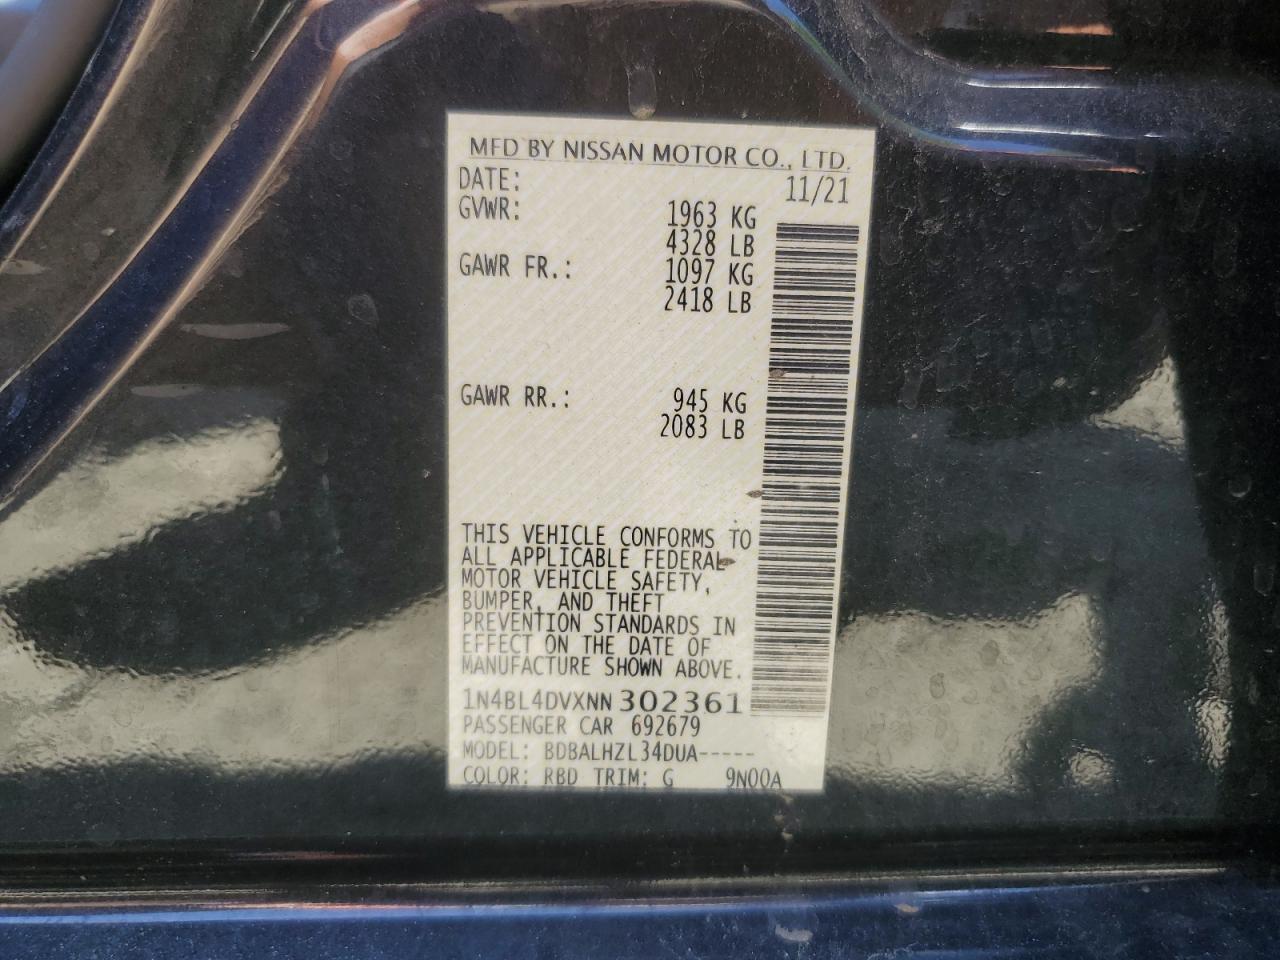 MFD BY NISSAN MOTOR CO., LTD.
DATE: 11/21
GVWR: 1963 KG
4328 LB
GAWR FR.: 1097 KG
2418 LB
GAWR RR.: 945 KG
2083 LB
THIS VEHICLE CONFORMS TO
ALL APPLICABLE FEDERAL
MOTOR VEHICLE SAFETY,
BUMPER, AND THEFT
PREVENTION STANDARDS IN
EFFECT ON THE DATE OF
MANUFACTURE SHOWN ABOVE.
1N4BL4DVXNN302361
PASSENGER CAR 692679
MODEL: BDBALHZL34DUA-----
COLOR: RBD TRIM: G 9N00A